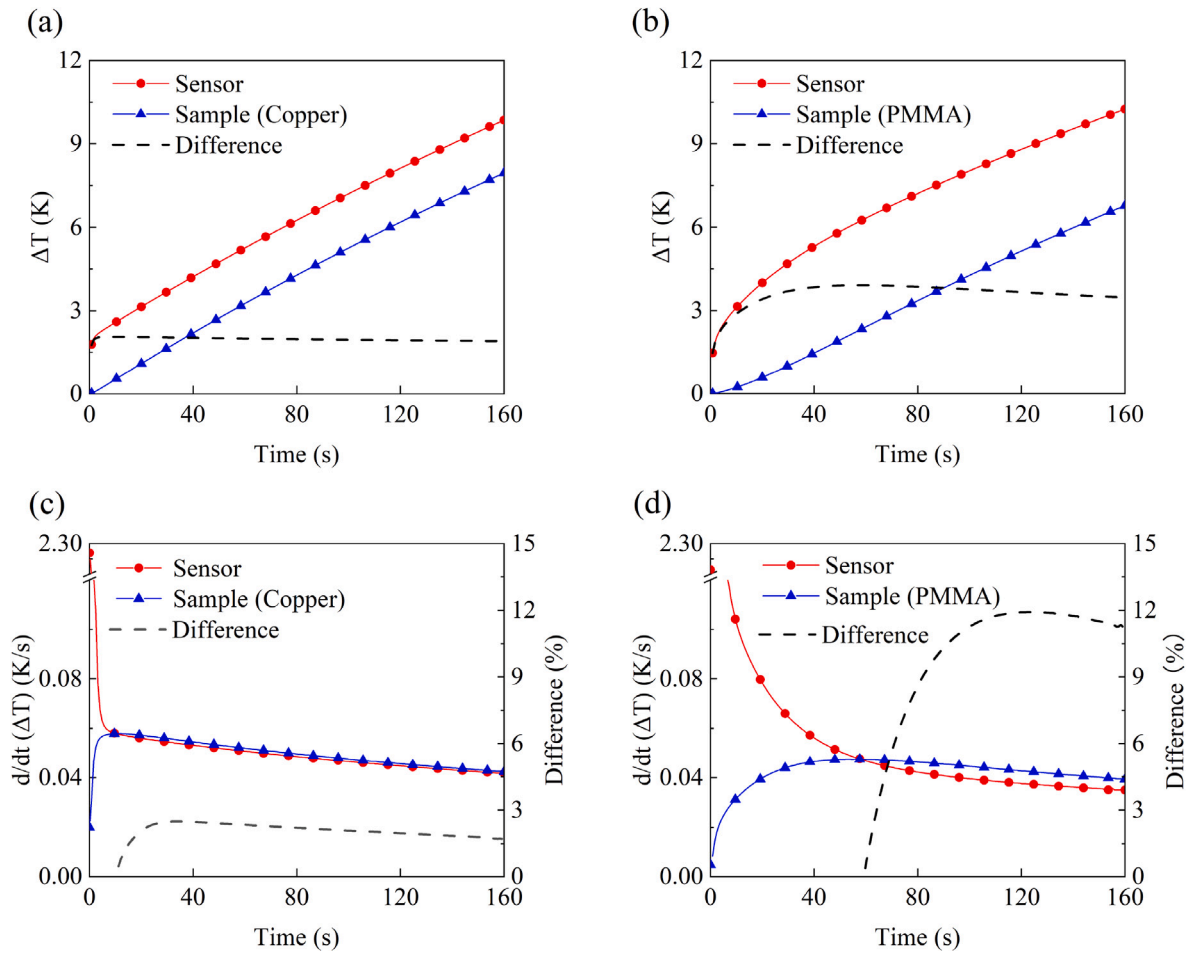 (a)
12
9
6
3
0
ΔT (K)
Sensor
Sample (Copper)
Difference
0 40 80 120 160
Time (s)
(b)
12
9
6
3
0
ΔT (K)
Sensor
Sample (PMMA)
Difference
0 40 80 120 160
Time (s)
(c)
2.30
0.08
0.04
0.00
d/dt (ΔT) (K/s)
Sensor
Sample (Copper)
Difference
15
12
9
6
3
0
Difference (%)
0 40 80 120 160
Time (s)
(d)
2.30
0.08
0.04
0.00
d/dt (ΔT) (K/s)
Sensor
Sample (PMMA)
Difference
15
12
9
6
3
0
Difference (%)
0 40 80 120 160
Time (s)